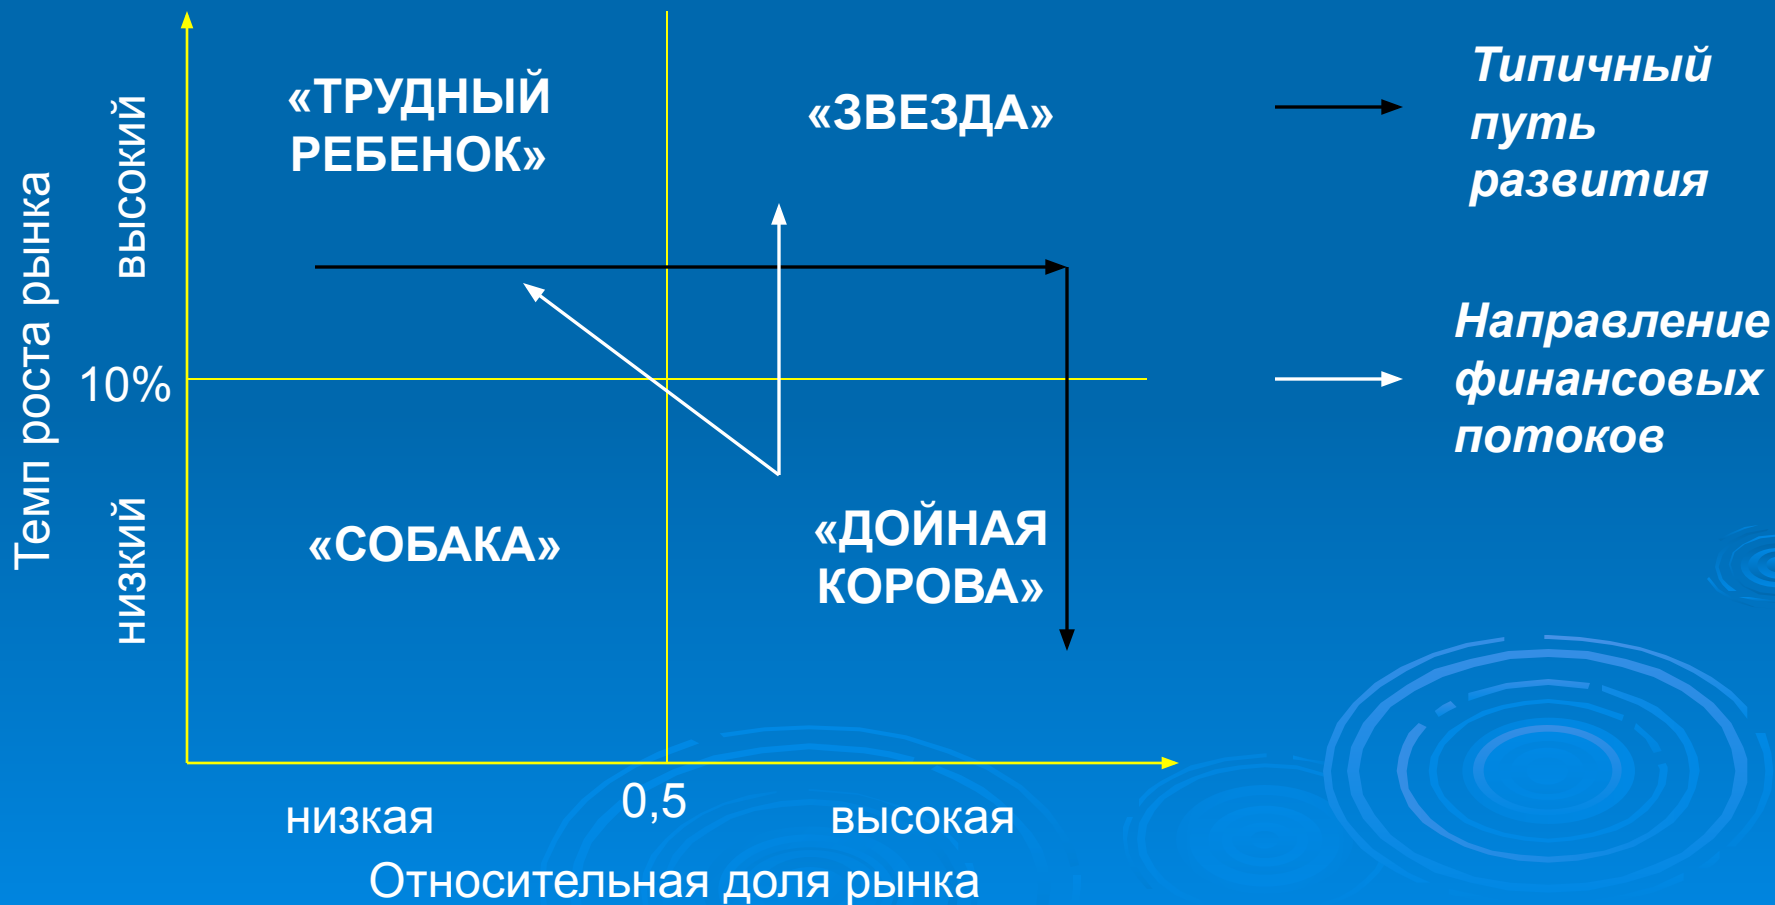 «ТРУДНЫЙ
РЕБЕНОК»
«ЗВЕЗДА»
Типичный
путь
развития
Темп роста рынка
высокий
10%
низкий
Направление
финансовых
потоков
«СОБАКА»
«ДОЙНАЯ
КОРОВА»
низкая
0,5
высокая
Относительная доля рынка